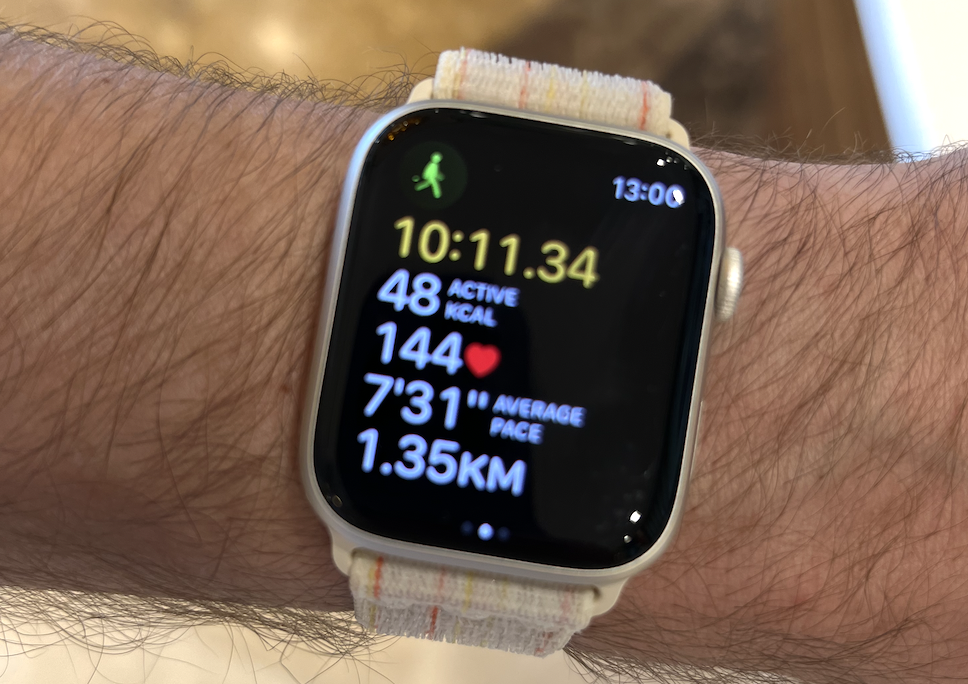 13:00
10:11.34
48 ACTIVE
KCAL
144
7'31" AVERAGE
PACE
1.35KM